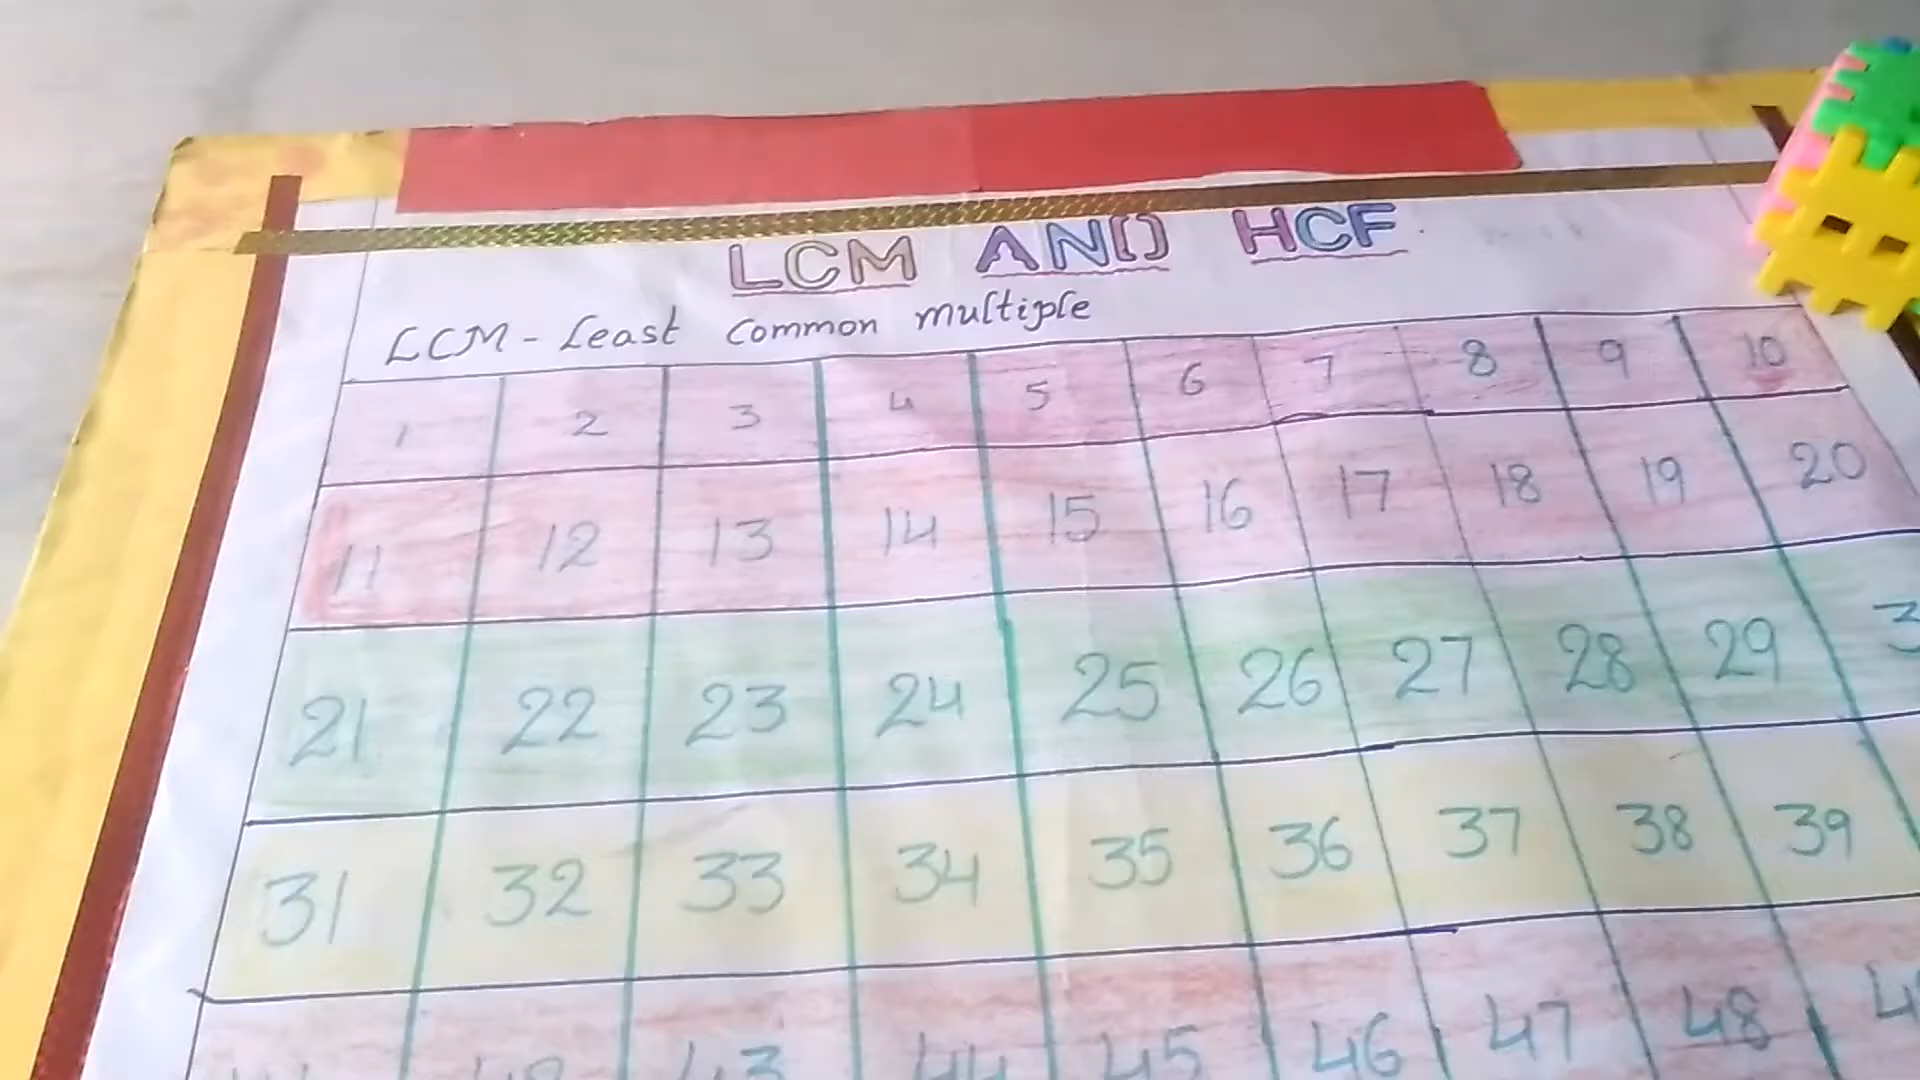 LCM AND HCF
LCM - Least common multiple
1 2 3 4 5 6 7 8 9 10
11 12 13 14 15 16 17 18 19 20
21 22 23 24 25 26 27 28 29
31 32 33 34 35 36 37 38 39
43 44 45 46 47 48